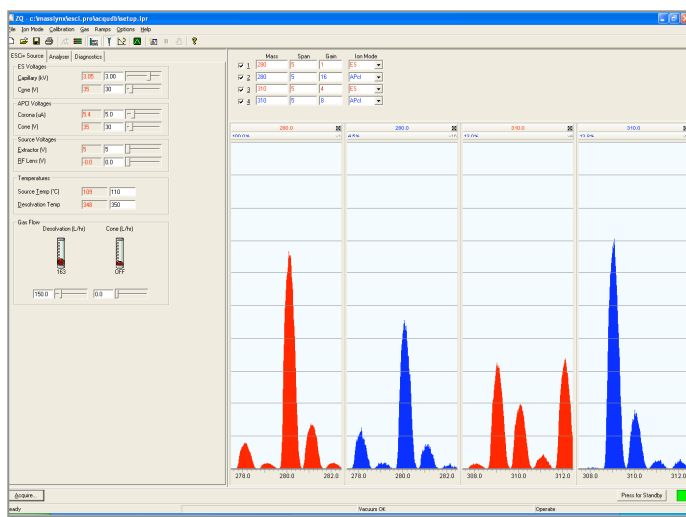 ZQ - c:\masslynx\esci.pro\acqudb\setup.ipr
File Ion Mode Calibration Gas Ramps Options Help
ESCi+ Source Analyser Diagnostics
ES Voltages
Capillary (kV) 3.05 3.00
Cone (V) 35 30
APCI Voltages
Corona (uA) 5.4 5.0
Cone (V) 35 30
Source Voltages
Extractor (V) 5 5
RF Lens (V) -0.0 0.0
Temperatures
Source Temp (°C) 109 110
Desolvation Temp 348 350
Gas Flow
Desolvation (L/hr) Cone (L/hr)
163 OFF
150.0 0.0
Mass Span Gain Ion Mode
1 280 5 1 ES
2 280 5 16 APcI
3 310 5 4 ES
4 310 5 8 APcI
280.0 280.0 310.0 310.0
278.0 280.0 282.0 278.0 280.0 282.0 308.0 310.0 312.0 308.0 310.0 312.0
Acquire...
Press for Standby
eady
Vacuum OK
Operate